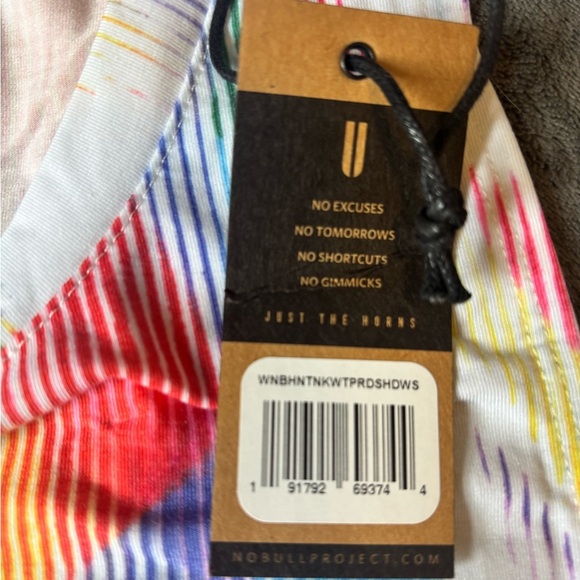 NO EXCUSES
NO TOMORROWS
NO SHORTCUTS
NO GIMMICKS
JUST THE HORNS
WNBHNTNKWTPRDSHDWS
1 91792 69374 4
NOBULLPROJECT.COM